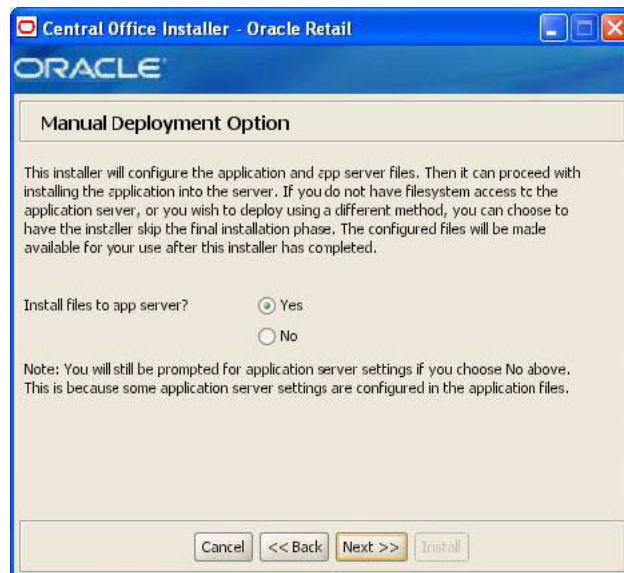 Central Office Installer - Oracle Retail
ORACLE
Manual Deployment Option
This installer will configure the application and app server files. Then it can proceed with
installing the application into the server. If you do not have filesystem access to the
application server, or you wish to deploy using a different method, you can choose to
have the installer skip the final installation phase. The configured files will be made
available for your use after this installer has completed.
Install files to app server?
Yes
No
Note: You will still be prompted for application server settings if you choose No above.
This is because some application server settings are configured in the application files.
Cancel
<< Back
Next >>
Install